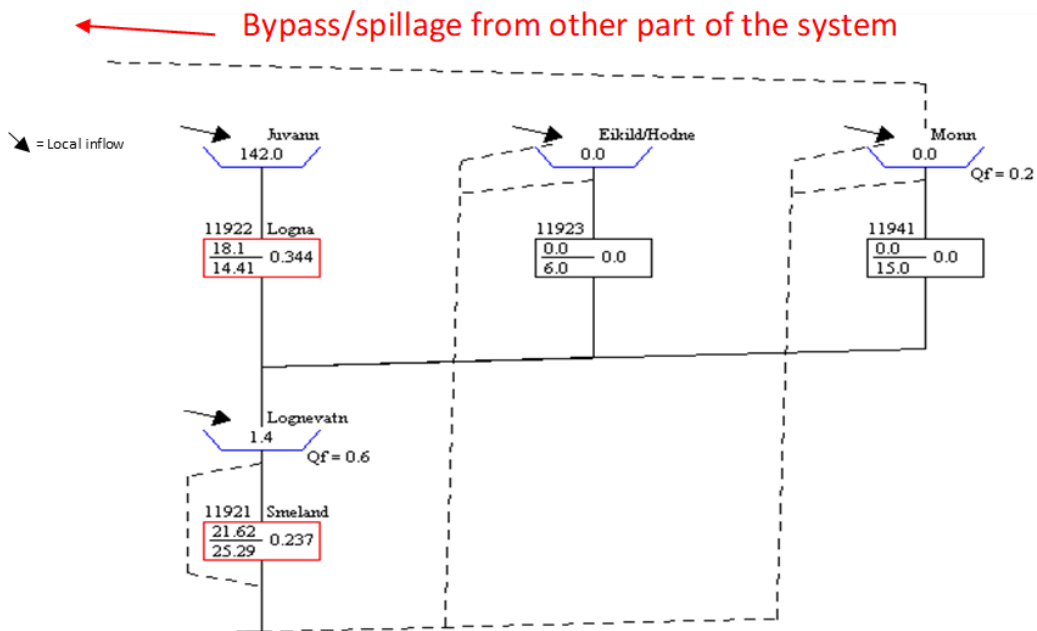 Bypass/spillage from other part of the system
= Local inflow
Juvann
142.0
Eikild/Hodne
0.0
Monn
0.0
Qf = 0.2
11922 Logna
18.1
14.41
0.344
11923
0.0
6.0
0.0
11941
0.0
15.0
0.0
Lognevatn
1.4
Qf = 0.6
11921 Smeland
21.62
25.29
0.237